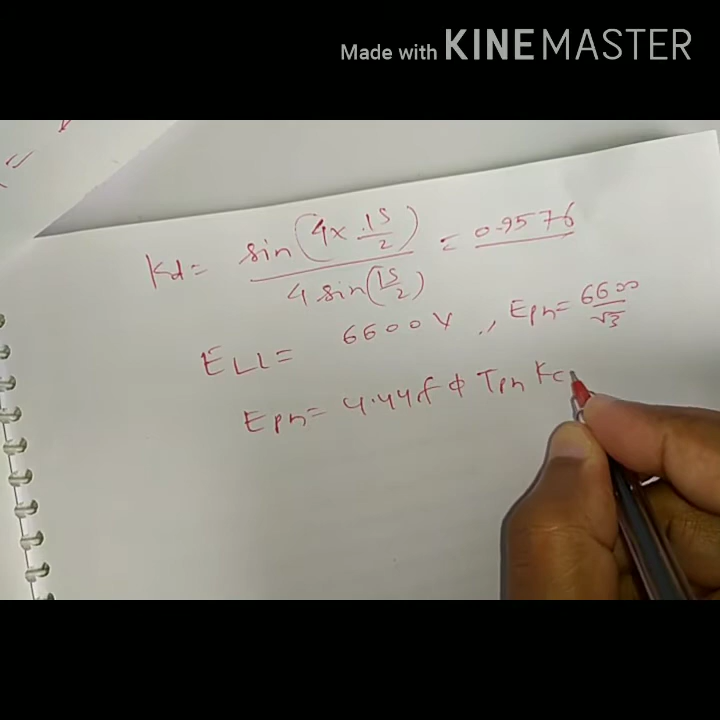 Made with KINEMASTER
Kd = sin(4 × 15/2) / 4 sin(15/2) = 0.9576
ELL = 6600 V , Eph = 6600/√3
Eph = 4.44 f ϕ Tph Kc